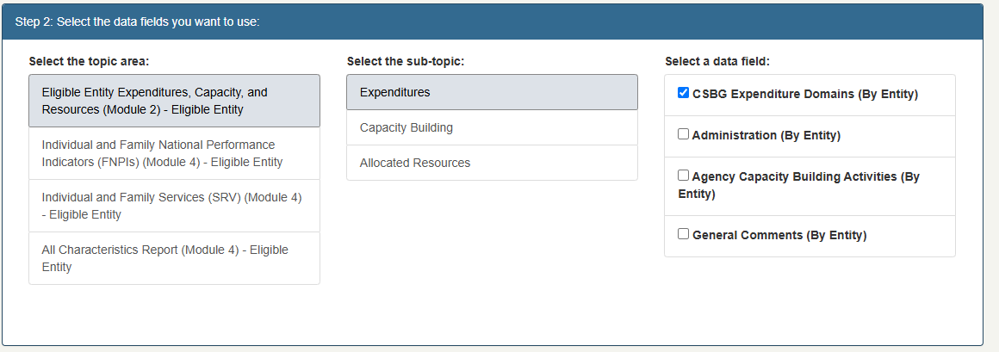 Step 2: Select the data fields you want to use:
Select the topic area:
Eligible Entity Expenditures, Capacity, and
Resources (Module 2) - Eligible Entity
Individual and Family National Performance
Indicators (FNPIs) (Module 4) - Eligible Entity
Individual and Family Services (SRV) (Module 4)
- Eligible Entity
All Characteristics Report (Module 4) - Eligible
Entity
Select the sub-topic:
Expenditures
Capacity Building
Allocated Resources
Select a data field:
CSBG Expenditure Domains (By Entity)
Administration (By Entity)
Agency Capacity Building Activities (By
Entity)
General Comments (By Entity)